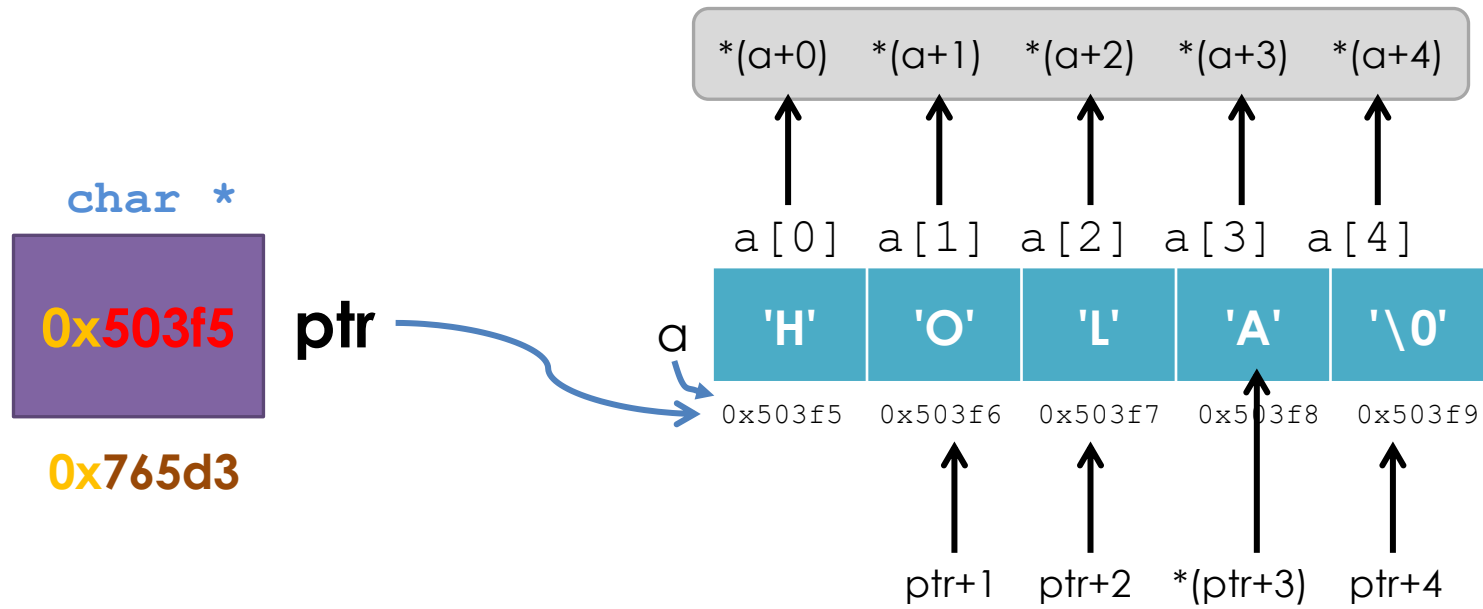 *(a+0) *(a+1) *(a+2) *(a+3) *(a+4)
char *
a[0] a[1] a[2] a[3] a[4]
0x503f5 ptr
a
'H' 'O' 'L' 'A' '\0'
0x503f5 0x503f6 0x503f7 0x503f8 0x503f9
0x765d3
ptr+1 ptr+2 *(ptr+3) ptr+4